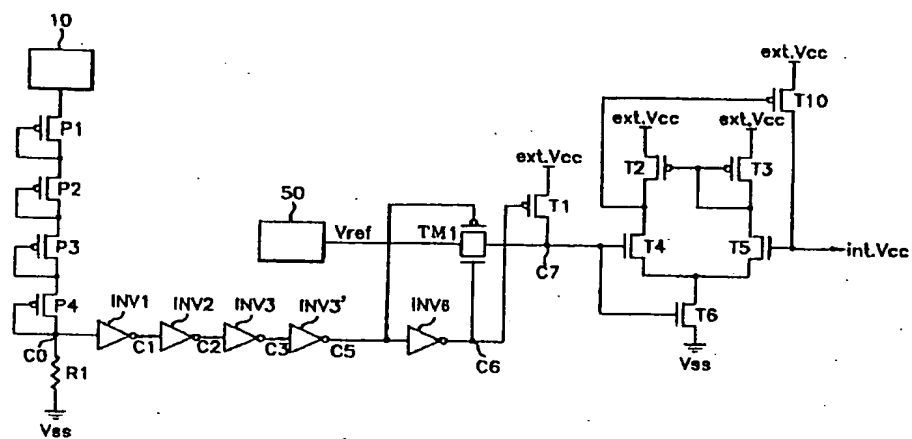 10
P1
P2
P3
P4
C0
R1
Vss
INV1
C1
INV2
C2
INV3
C3
INV3'
C5
50
Vref
TM1
INV6
C6
ext.Vcc
T1
C7
ext.Vcc
T10
ext.Vcc
ext.Vcc
T2
T3
T4
T5
int.Vcc
T6
Vss